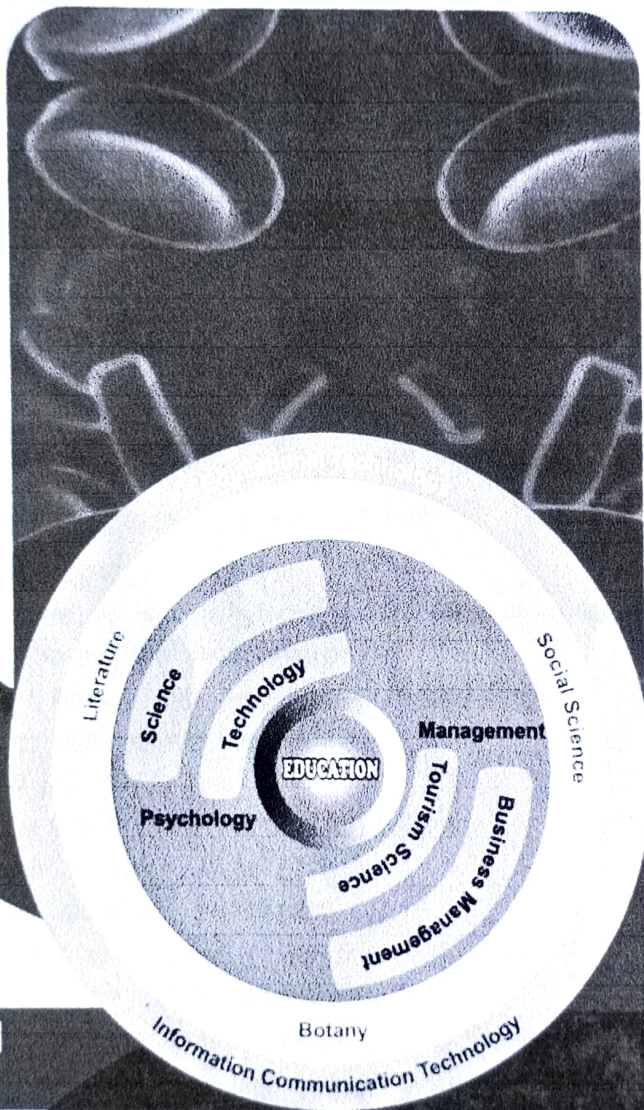 Literature
Social Science
Science
Technology
EDUCATION
Management
Psychology
Tourism Science
Business Management
Botany
Information Communication Technology